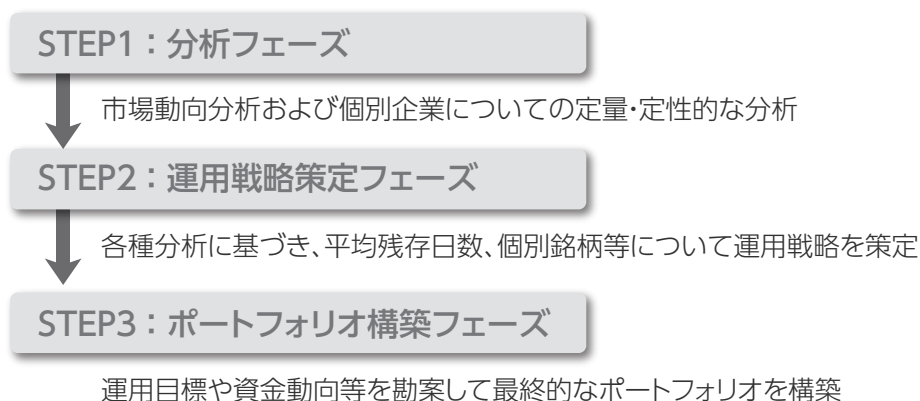 STEP1：分析フェーズ
市場動向分析および個別企業についての定量・定性的な分析
STEP2：運用戦略策定フェーズ
各種分析に基づき、平均残存日数、個別銘柄等について運用戦略を策定
STEP3：ポートフォリオ構築フェーズ
運用目標や資金動向等を勘案して最終的なポートフォリオを構築